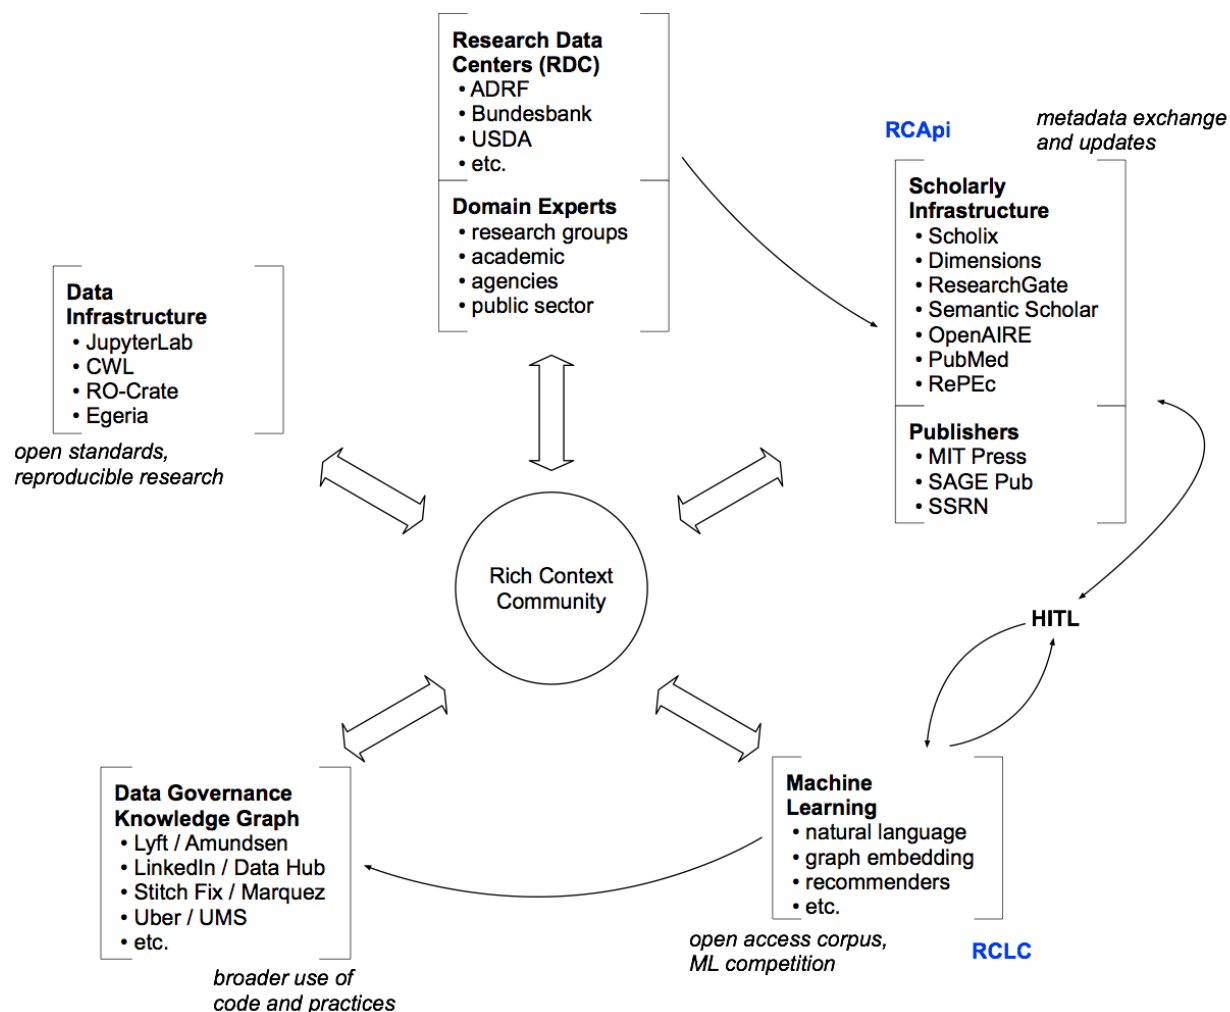 Research Data
Centers (RDC)
• ADRF
• Bundesbank
• USDA
• etc.
Domain Experts
• research groups
• academic
• agencies
• public sector
RCApi
metadata exchange
and updates
Scholarly
Infrastructure
• Scholix
• Dimensions
• ResearchGate
• Semantic Scholar
• OpenAIRE
• PubMed
• RePEc
Publishers
• MIT Press
• SAGE Pub
• SSRN
Data
Infrastructure
• JupyterLab
• CWL
• RO-Crate
• Egeria
open standards,
reproducible research
Rich Context
Community
HITL
Data Governance
Knowledge Graph
• Lyft / Amundsen
• LinkedIn / Data Hub
• Stitch Fix / Marquez
• Uber / UMS
• etc.
broader use of
code and practices
Machine
Learning
• natural language
• graph embedding
• recommenders
• etc.
open access corpus,
ML competition
RCLC